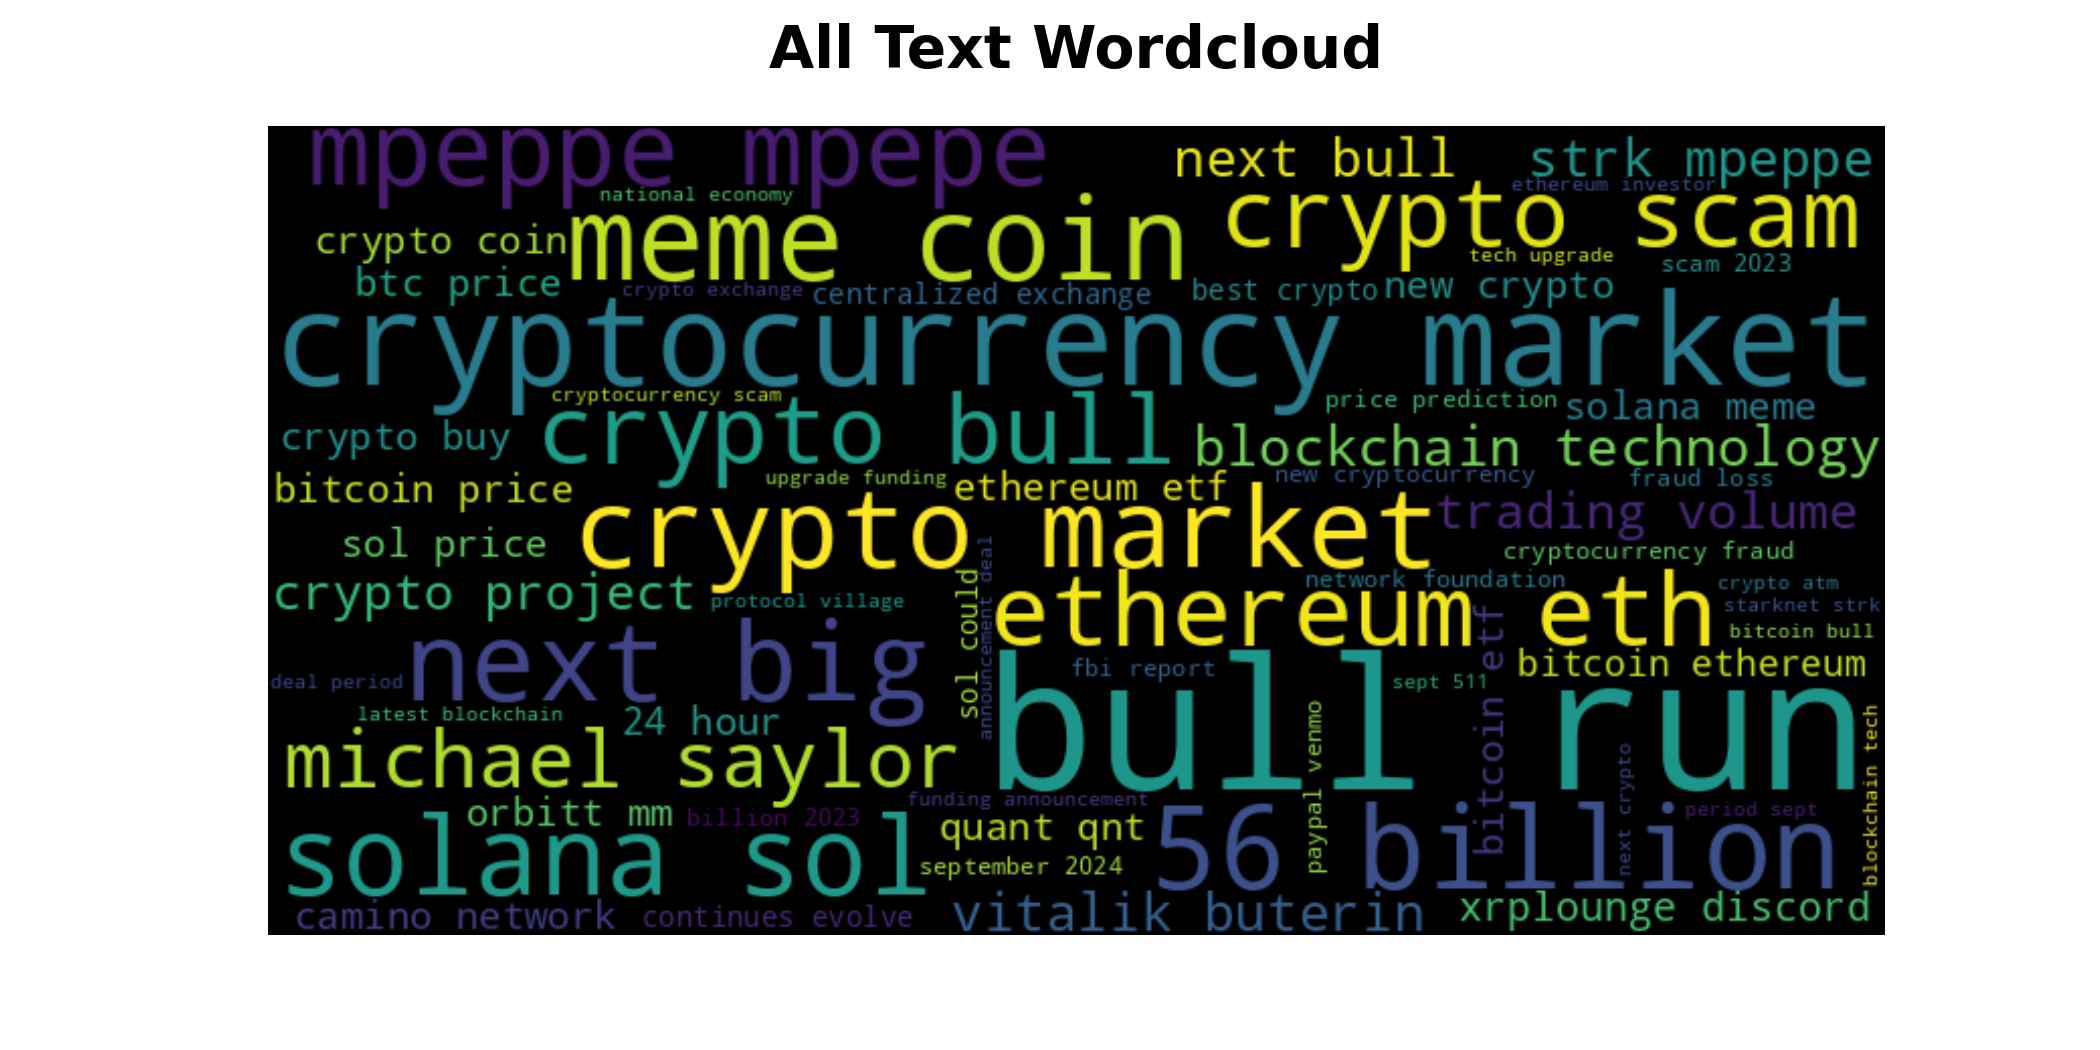 All Text Wordcloud
mpeppe mpepe
next bull
strk mpeppe
national economy
ethereum investor
crypto coin
meme coin
crypto scam
tech upgrade
scam 2023
btc price
crypto exchange
centralized exchange
best crypto
new crypto
cryptocurrency market
cryptocurrency scam
price prediction
solana meme
crypto buy
crypto bull
blockchain technology
bitcoin price
upgrade funding
ethereum etf
new cryptocurrency
fraud loss
crypto market
trading volume
sol price
cryptocurrency fraud
crypto project
protocol village
sol could
announcement deal
network foundation
crypto atm
ethereum eth
starknet strk
bitcoin bull
next big
deal period
fbi report
bitcoin etf
bitcoin ethereum
sept 511
latest blockchain
24 hour
bull run
michael saylor
paypal venmo
next crypto
blockchain tech
orbitt mm
billion 2023
funding announcement
period sept
solana sol
quant qnt
56 billion
september 2024
camino network
continues evolve
vitalik buterin
xrplounge discord